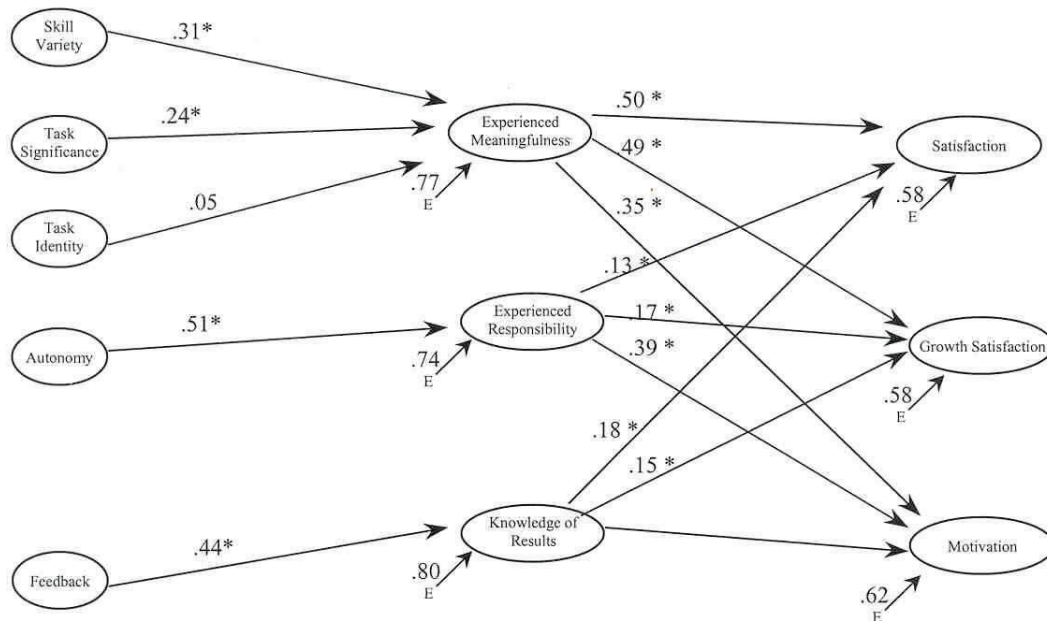 Skill
Variety
.31*
Task
Significance
.24*
Task
Identity
.05
Autonomy
.51*
Feedback
.44*
Experienced
Meaningfulness
.77
E
Experienced
Responsibility
.74
E
Knowledge of
Results
.80
E
.50 *
.49 *
.35 *
.13 *
.17 *
.39 *
.18 *
.15 *
Satisfaction
.58
E
Growth Satisfaction
.58
E
Motivation
.62
E